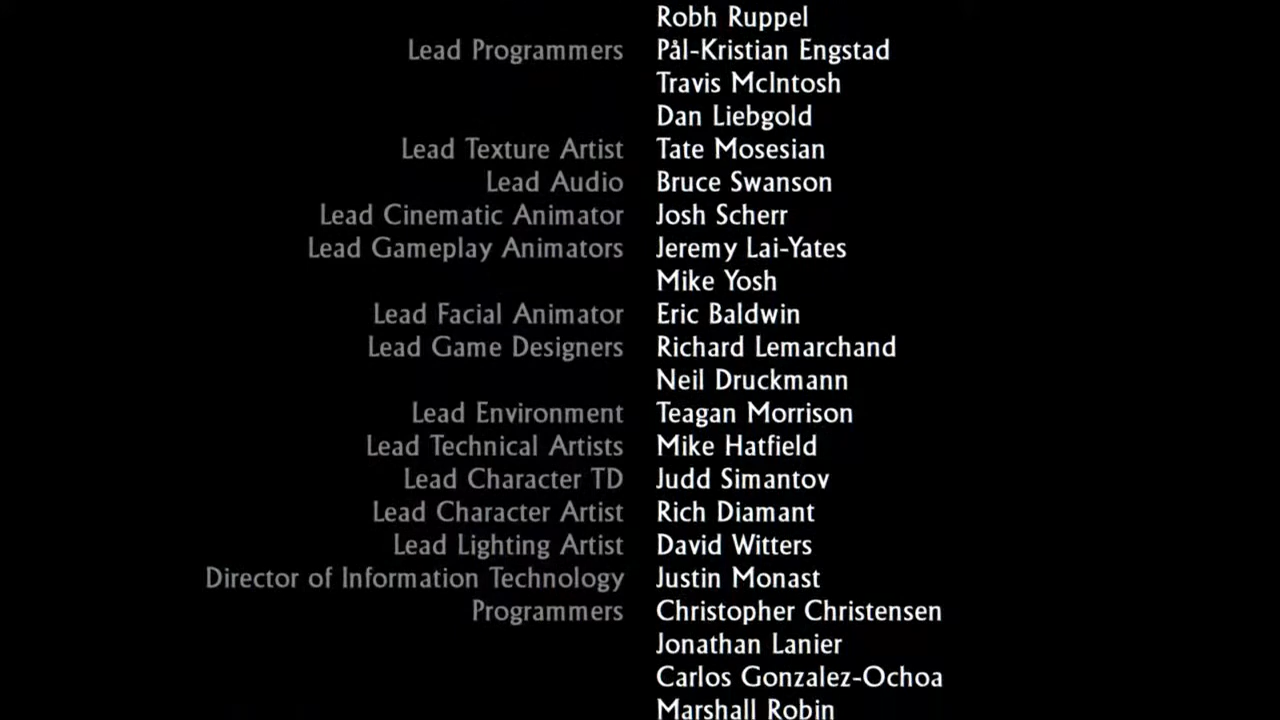 Robh Ruppel
Lead Programmers Pål-Kristian Engstad
Travis McIntosh
Dan Liebgold
Lead Texture Artist Tate Mosesian
Lead Audio Bruce Swanson
Lead Cinematic Animator Josh Scherr
Lead Gameplay Animators Jeremy Lai-Yates
Mike Yosh
Lead Facial Animator Eric Baldwin
Lead Game Designers Richard Lemarchand
Neil Druckmann
Lead Environment Teagan Morrison
Lead Technical Artists Mike Hatfield
Lead Character TD Judd Simantov
Lead Character Artist Rich Diamant
Lead Lighting Artist David Witters
Director of Information Technology Justin Monast
Programmers Christopher Christensen
Jonathan Lanier
Carlos Gonzalez-Ochoa
Marshall Robin